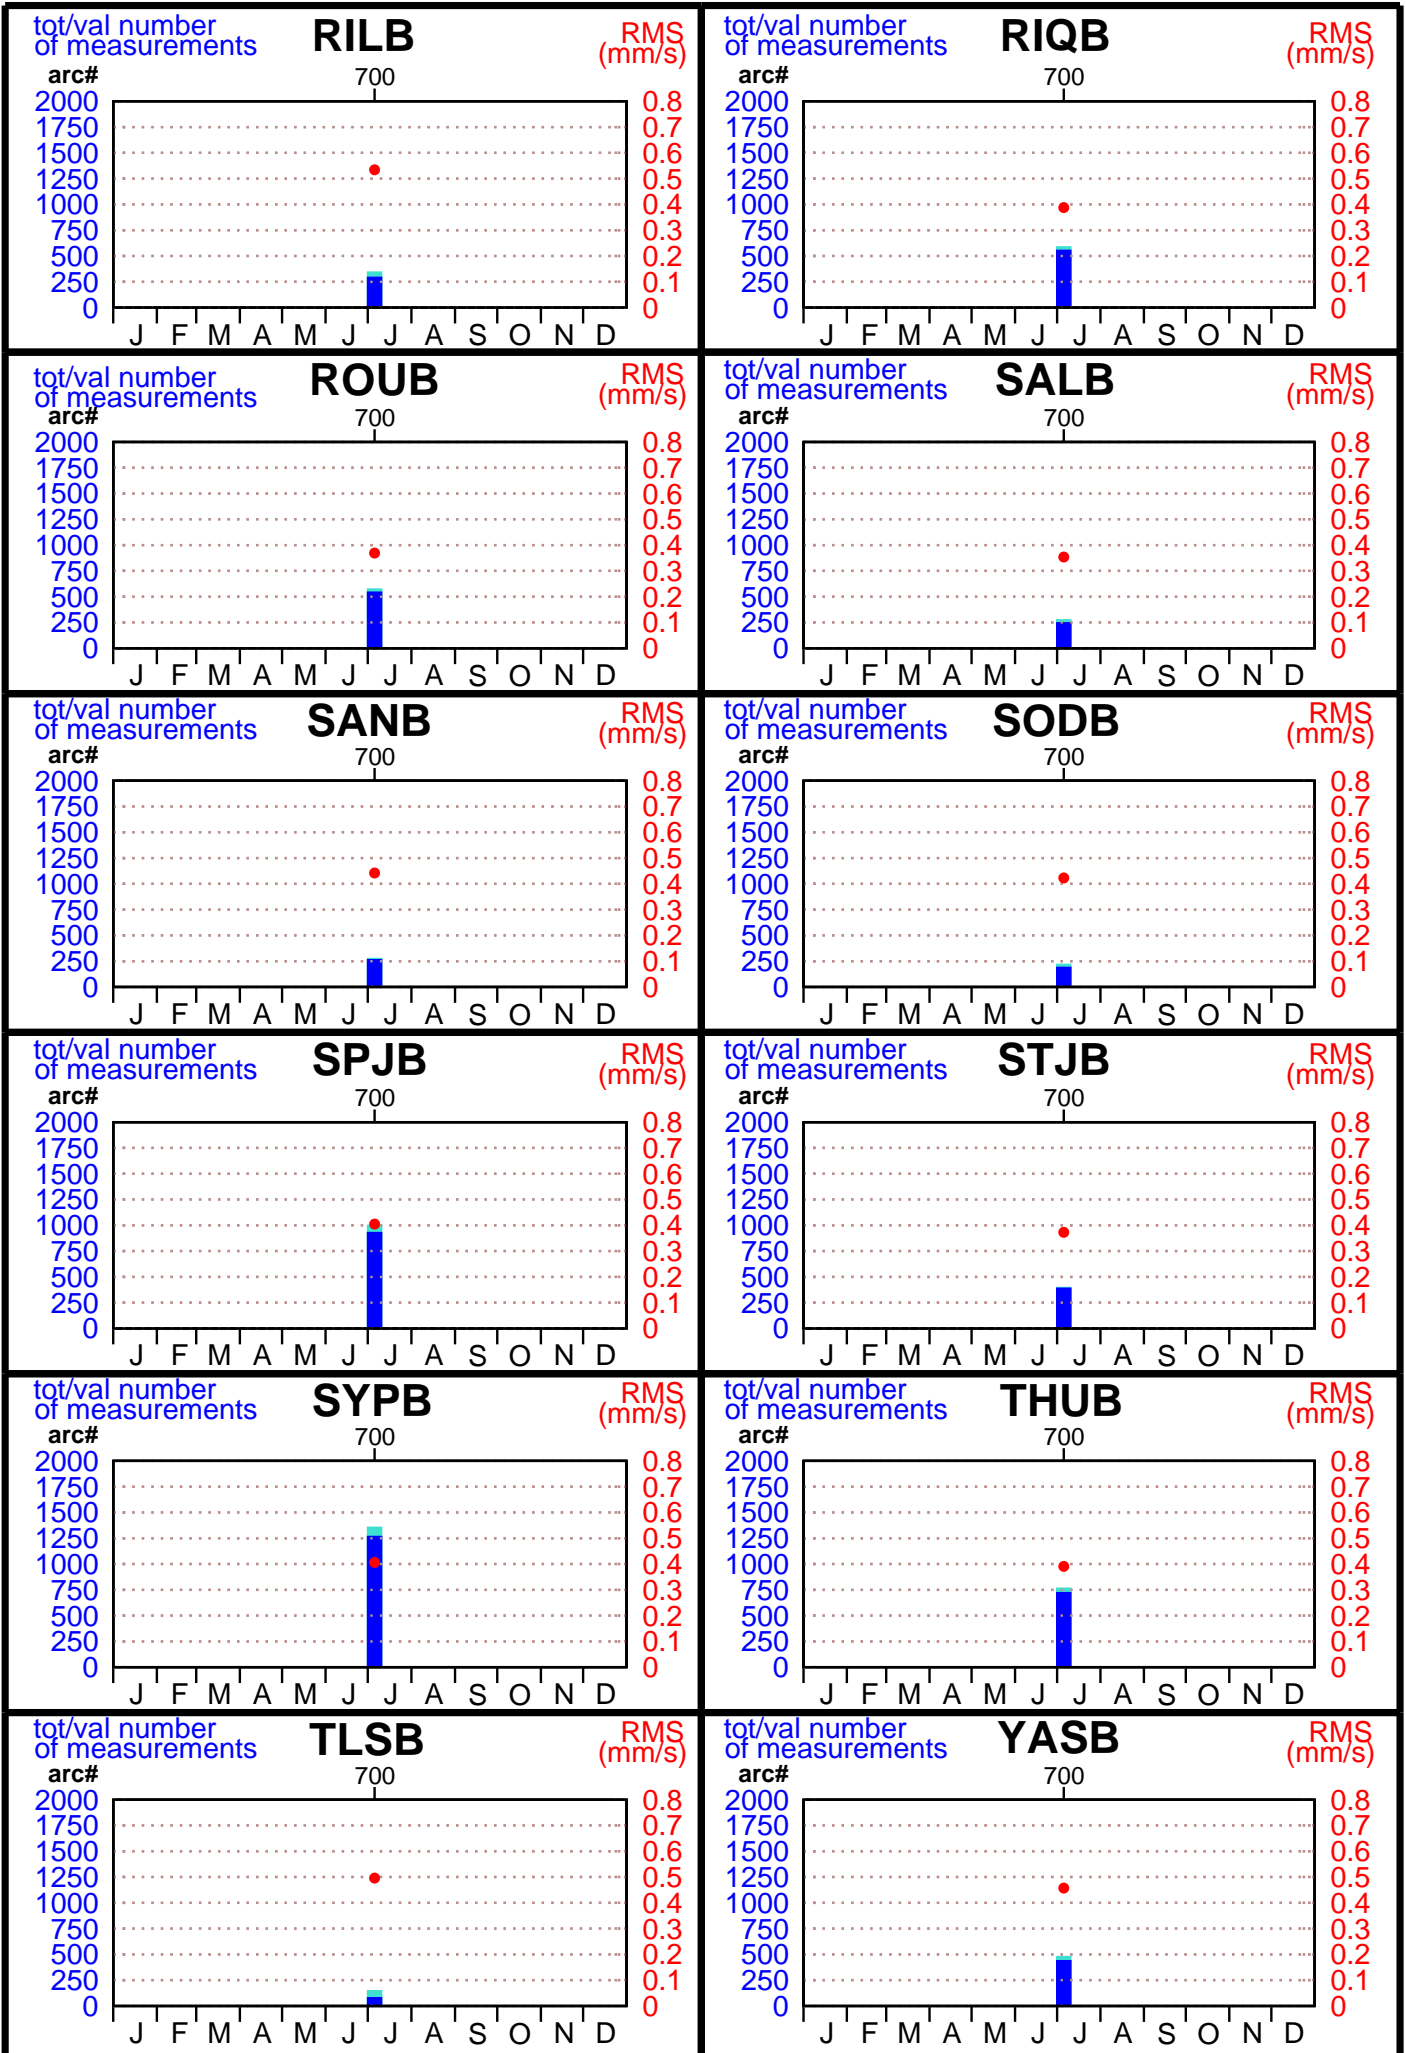 tot/val number
of measurements
RILB
RMS
(mm/s)
arc#
700
2000
1750
1500
1250
1000
750
500
250
0
0.8
0.7
0.6
0.5
0.4
0.3
0.2
0.1
0
J F M A M J J A S O N D
tot/val number
of measurements
RIQB
RMS
(mm/s)
arc#
700
2000
1750
1500
1250
1000
750
500
250
0
0.8
0.7
0.6
0.5
0.4
0.3
0.2
0.1
0
J F M A M J J A S O N D
tot/val number
of measurements
ROUB
RMS
(mm/s)
arc#
700
2000
1750
1500
1250
1000
750
500
250
0
0.8
0.7
0.6
0.5
0.4
0.3
0.2
0.1
0
J F M A M J J A S O N D
tot/val number
of measurements
SALB
RMS
(mm/s)
arc#
700
2000
1750
1500
1250
1000
750
500
250
0
0.8
0.7
0.6
0.5
0.4
0.3
0.2
0.1
0
J F M A M J J A S O N D
tot/val number
of measurements
SANB
RMS
(mm/s)
arc#
700
2000
1750
1500
1250
1000
750
500
250
0
0.8
0.7
0.6
0.5
0.4
0.3
0.2
0.1
0
J F M A M J J A S O N D
tot/val number
of measurements
SODB
RMS
(mm/s)
arc#
700
2000
1750
1500
1250
1000
750
500
250
0
0.8
0.7
0.6
0.5
0.4
0.3
0.2
0.1
0
J F M A M J J A S O N D
tot/val number
of measurements
SPJB
RMS
(mm/s)
arc#
700
2000
1750
1500
1250
1000
750
500
250
0
0.8
0.7
0.6
0.5
0.4
0.3
0.2
0.1
0
J F M A M J J A S O N D
tot/val number
of measurements
STJB
RMS
(mm/s)
arc#
700
2000
1750
1500
1250
1000
750
500
250
0
0.8
0.7
0.6
0.5
0.4
0.3
0.2
0.1
0
J F M A M J J A S O N D
tot/val number
of measurements
SYPB
RMS
(mm/s)
arc#
700
2000
1750
1500
1250
1000
750
500
250
0
0.8
0.7
0.6
0.5
0.4
0.3
0.2
0.1
0
J F M A M J J A S O N D
tot/val number
of measurements
THUB
RMS
(mm/s)
arc#
700
2000
1750
1500
1250
1000
750
500
250
0
0.8
0.7
0.6
0.5
0.4
0.3
0.2
0.1
0
J F M A M J J A S O N D
tot/val number
of measurements
TLSB
RMS
(mm/s)
arc#
700
2000
1750
1500
1250
1000
750
500
250
0
0.8
0.7
0.6
0.5
0.4
0.3
0.2
0.1
0
J F M A M J J A S O N D
tot/val number
of measurements
YASB
RMS
(mm/s)
arc#
700
2000
1750
1500
1250
1000
750
500
250
0
0.8
0.7
0.6
0.5
0.4
0.3
0.2
0.1
0
J F M A M J J A S O N D